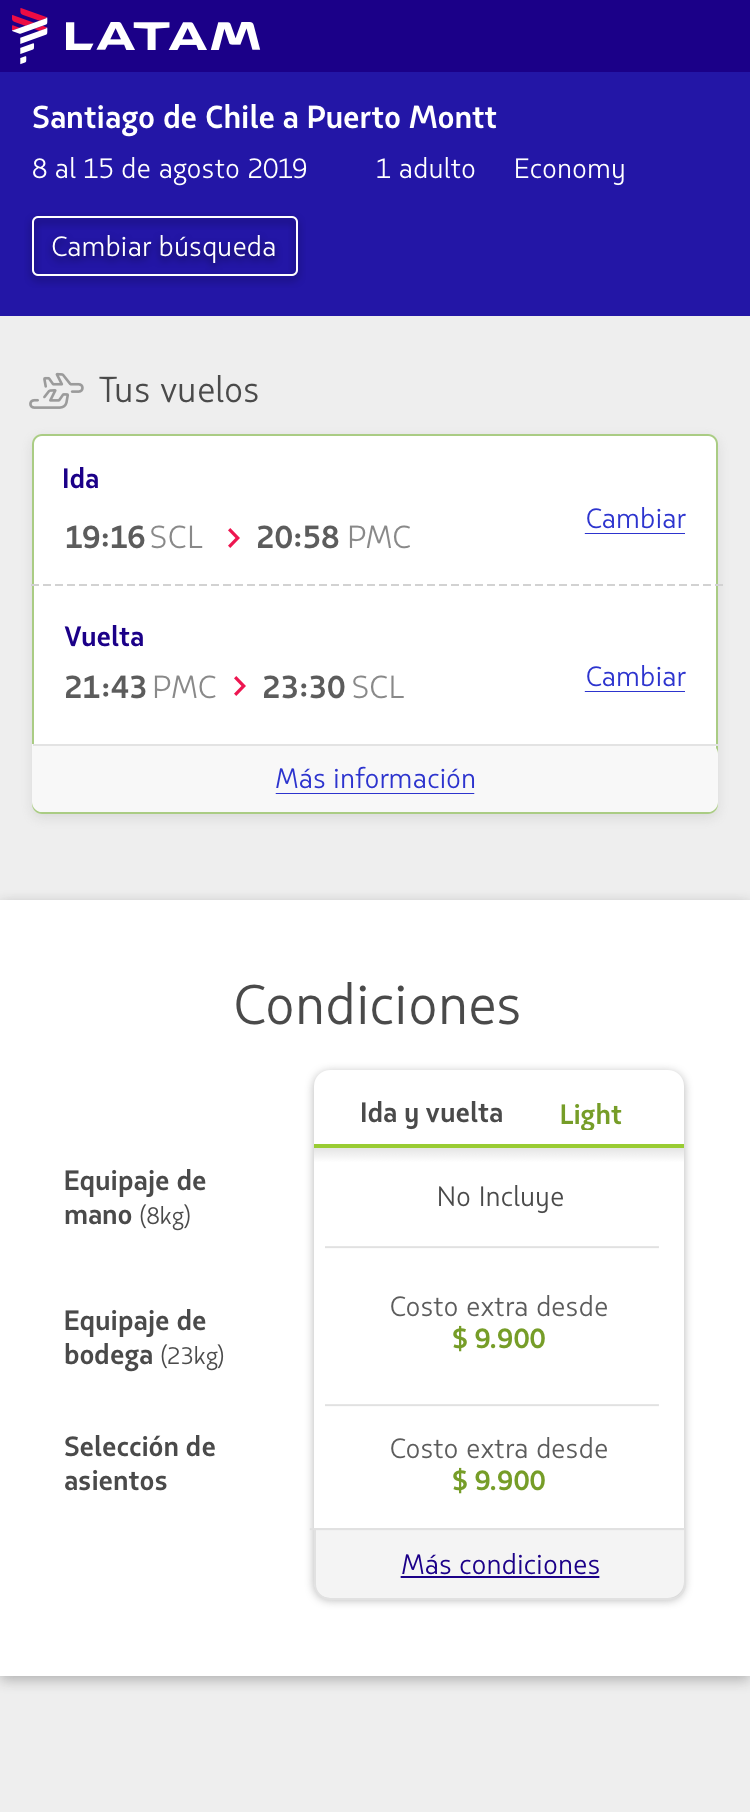 LATAM
Santiago de Chile a Puerto Montt
8 al 15 de agosto 2019 1 adulto Economy
Cambiar búsqueda
Tus vuelos
Ida
19:16 SCL > 20:58 PMC
Cambiar
Vuelta
21:43 PMC > 23:30 SCL
Cambiar
Más información
Condiciones
Ida y vuelta Light
Equipaje de
mano (8kg)
No Incluye
Equipaje de
bodega (23kg)
Costo extra desde
$ 9.900
Selección de
asientos
Costo extra desde
$ 9.900
Más condiciones